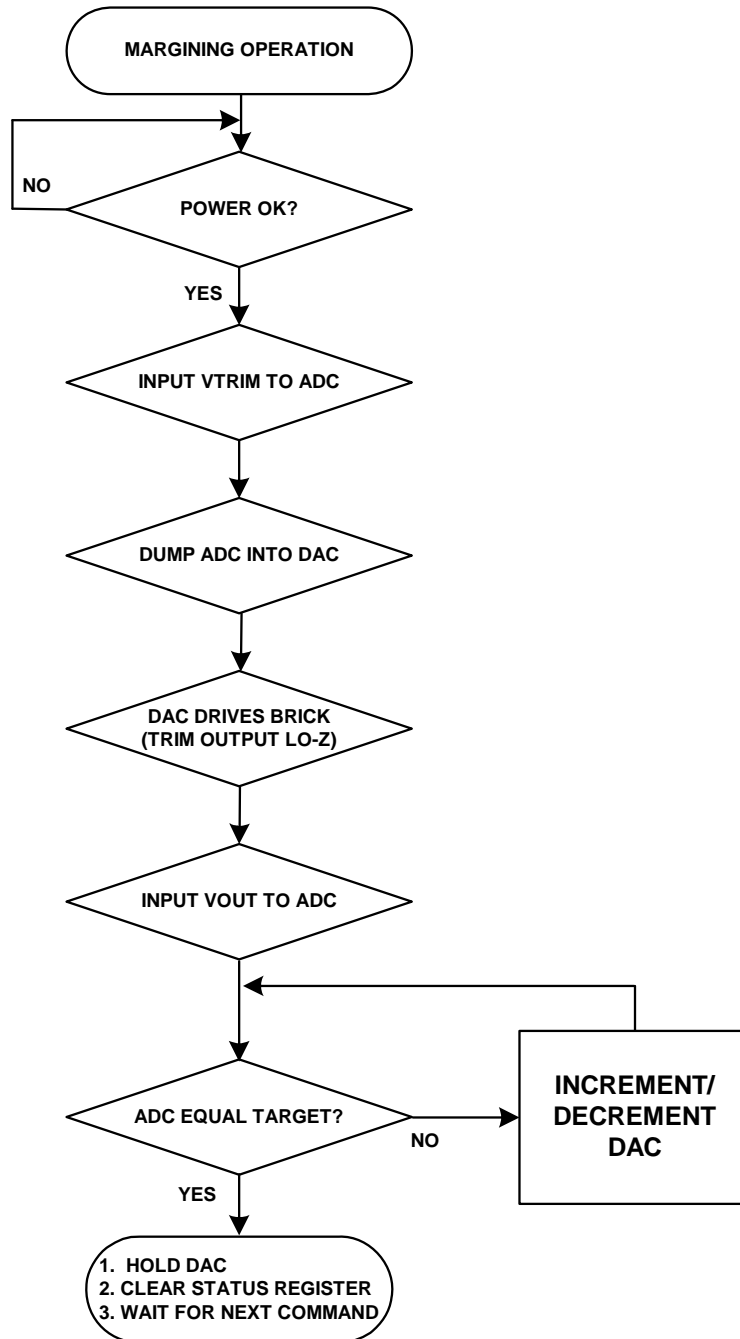 MARGINING OPERATION
NO
POWER OK?
YES
INPUT VTRIM TO ADC
DUMP ADC INTO DAC
DAC DRIVES BRICK
(TRIM OUTPUT LO-Z)
INPUT VOUT TO ADC
INCREMENT/
DECREMENT
DAC
ADC EQUAL TARGET?
NO
YES
1. HOLD DAC
2. CLEAR STATUS REGISTER
3. WAIT FOR NEXT COMMAND